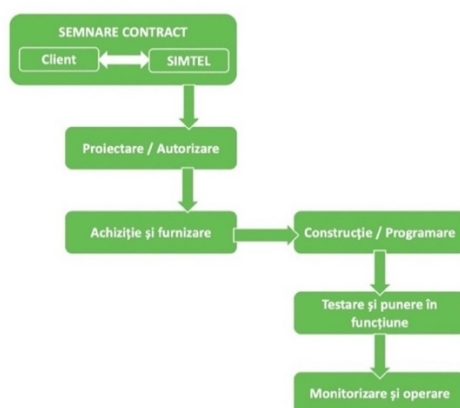 SEMNARE CONTRACT
Client
SIMTEL
Proiectare / Autorizare
Achiziție și furnizare
Construcție / Programare
Testare și punere în
funcțiune
Monitorizare și operare